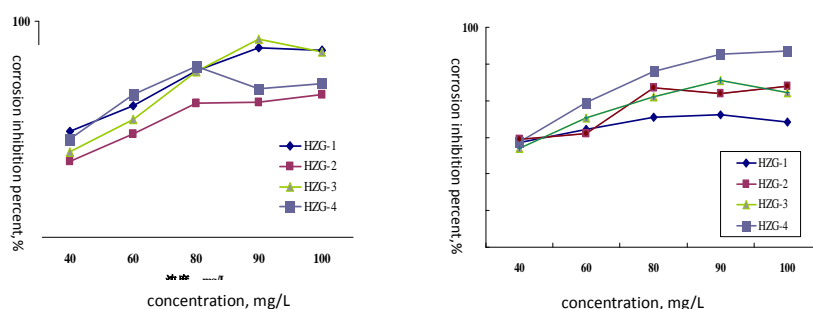 100
corrosion inhibition percent, %
HZG-1
HZG-2
HZG-3
HZG-4
40 60 80 90 100
concentration, mg/L
100
corrosion inhibition percent,%
HZG-1
HZG-2
HZG-3
HZG-4
40 60 80 90 100
concentration, mg/L